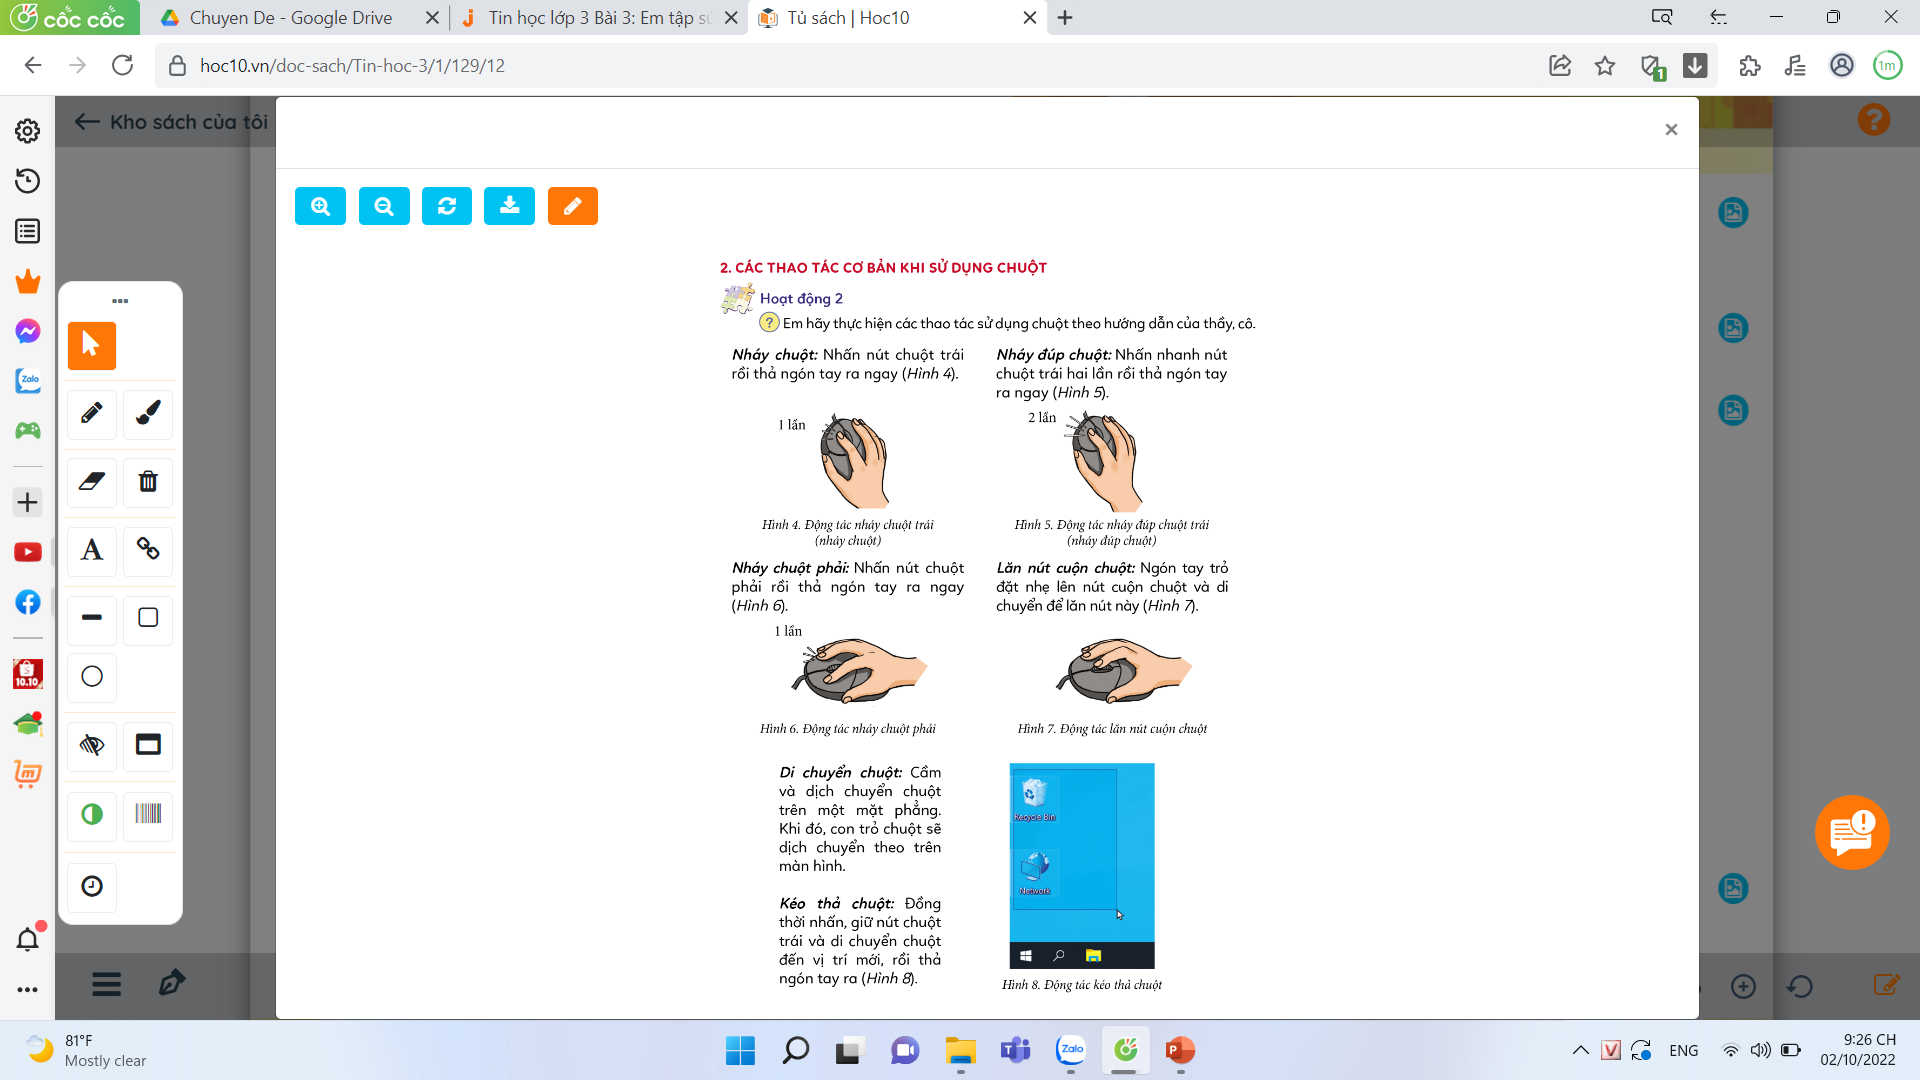 cốc cốc
Chuyen De - Google Drive
Tin học lớp 3 Bài 3: Em tập sử
Tủ sách | Hoc10
hoc10.vn/doc-sach/Tin-hoc-3/1/129/12
1
1m
Kho sách của tôi
?
2. CÁC THAO TÁC CƠ BẢN KHI SỬ DỤNG CHUỘT
Hoạt động 2
? Em hãy thực hiện các thao tác sử dụng chuột theo hướng dẫn của thầy, cô.
Nháy chuột: Nhấn nút chuột trái
rồi thả ngón tay ra ngay (Hình 4).
Nháy đúp chuột: Nhấn nhanh nút
chuột trái hai lần rồi thả ngón tay
ra ngay (Hình 5).
1 lần
2 lần
Hình 4. Động tác nháy chuột trái
(nháy chuột)
Hình 5. Động tác nháy đúp chuột trái
(nháy đúp chuột)
Nháy chuột phải: Nhấn nút chuột
phải rồi thả ngón tay ra ngay
(Hình 6).
Lăn nút cuộn chuột: Ngón tay trỏ
đặt nhẹ lên nút cuộn chuột và di
chuyển để lăn nút này (Hình 7).
1 lần
Hình 6. Động tác nháy chuột phải
Hình 7. Động tác lăn nút cuộn chuột
Di chuyển chuột: Cầm
và dịch chuyển chuột
trên một mặt phẳng.
Khi đó, con trỏ chuột sẽ
dịch chuyển theo trên
màn hình.
Kéo thả chuột: Đồng
thời nhấn, giữ nút chuột
trái và di chuyển chuột
đến vị trí mới, rồi thả
ngón tay ra (Hình 8).
Recycle Bin
Network
Hình 8. Động tác kéo thả chuột
Zalo
10.10
A
81°F
Mostly clear
Zalo
ENG
9:26 CH
02/10/2022